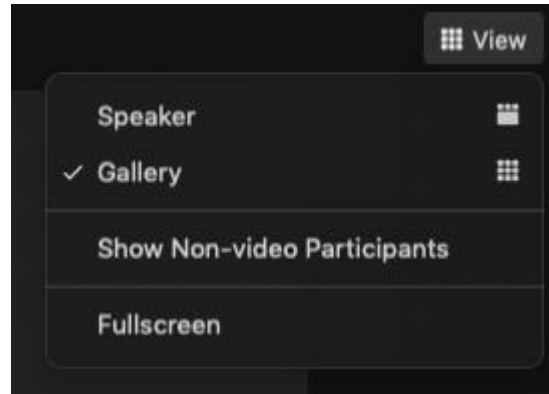 View
Speaker
Gallery
Show Non-video Participants
Fullscreen